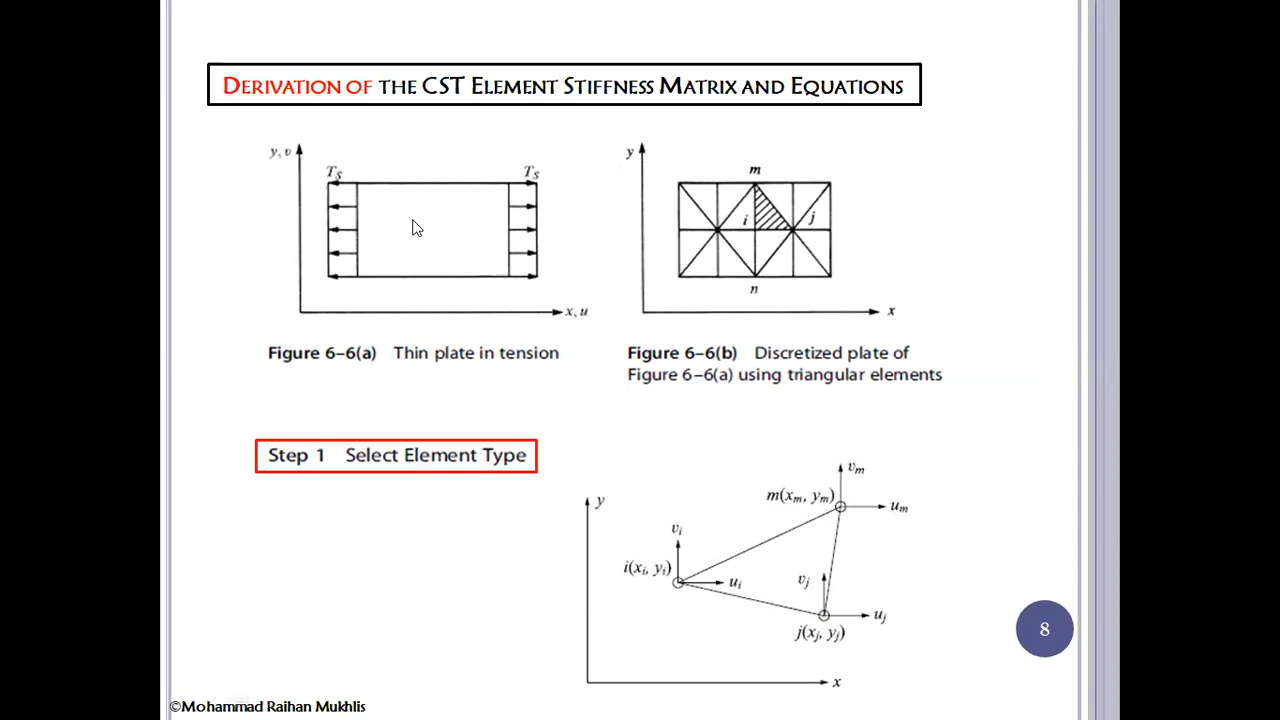 DERIVATION OF THE CST ELEMENT STIFFNESS MATRIX AND EQUATIONS
y, v
T_S
T_S
x, u
Figure 6–6(a) Thin plate in tension
y
m
i
j
n
x
Figure 6–6(b) Discretized plate of
Figure 6–6(a) using triangular elements
Step 1 Select Element Type
y
v_m
m(x_m, y_m)
u_m
v_i
i(x_i, y_i)
u_i
v_j
u_j
j(x_j, y_j)
x
8
©Mohammad Raihan Mukhlis